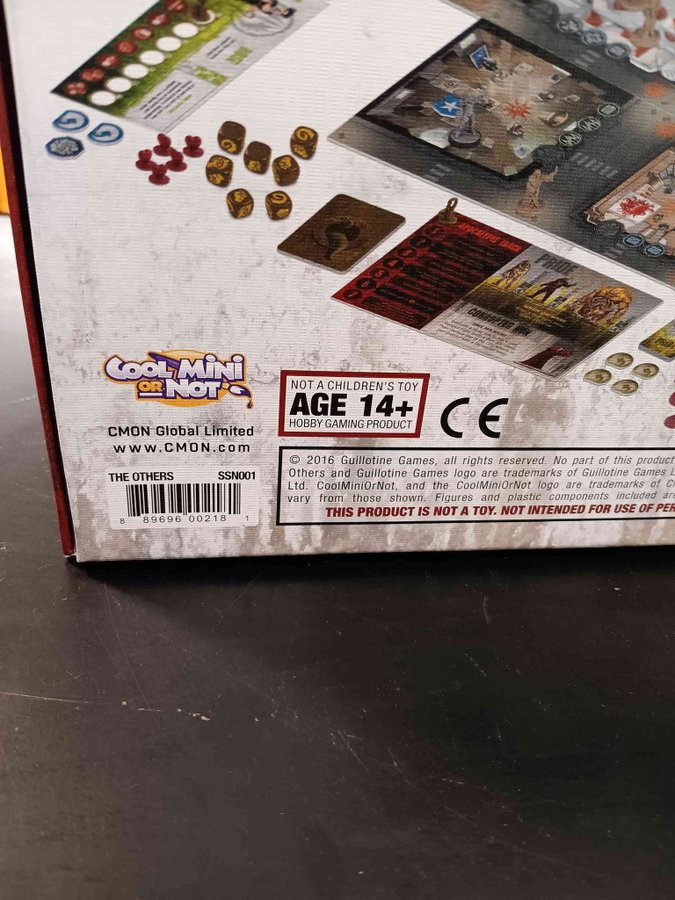 APOCALYPSE CARDS
PRIDE
COOL MINI
OR NOT
CMON Global Limited
www.CMON.com
NOT A CHILDREN'S TOY
AGE 14+
HOBBY GAMING PRODUCT
CE
THE OTHERS SSN001
8 89696 00218 1
© 2016 Guillotine Games, all rights reserved. No part of this product
Others and Guillotine Games logo are trademarks of Guillotine Games L
Ltd. CoolMiniOrNot, and the CoolMiniOrNot logo are trademarks of C
vary from those shown. Figures and plastic components included are
THIS PRODUCT IS NOT A TOY. NOT INTENDED FOR USE OF PER